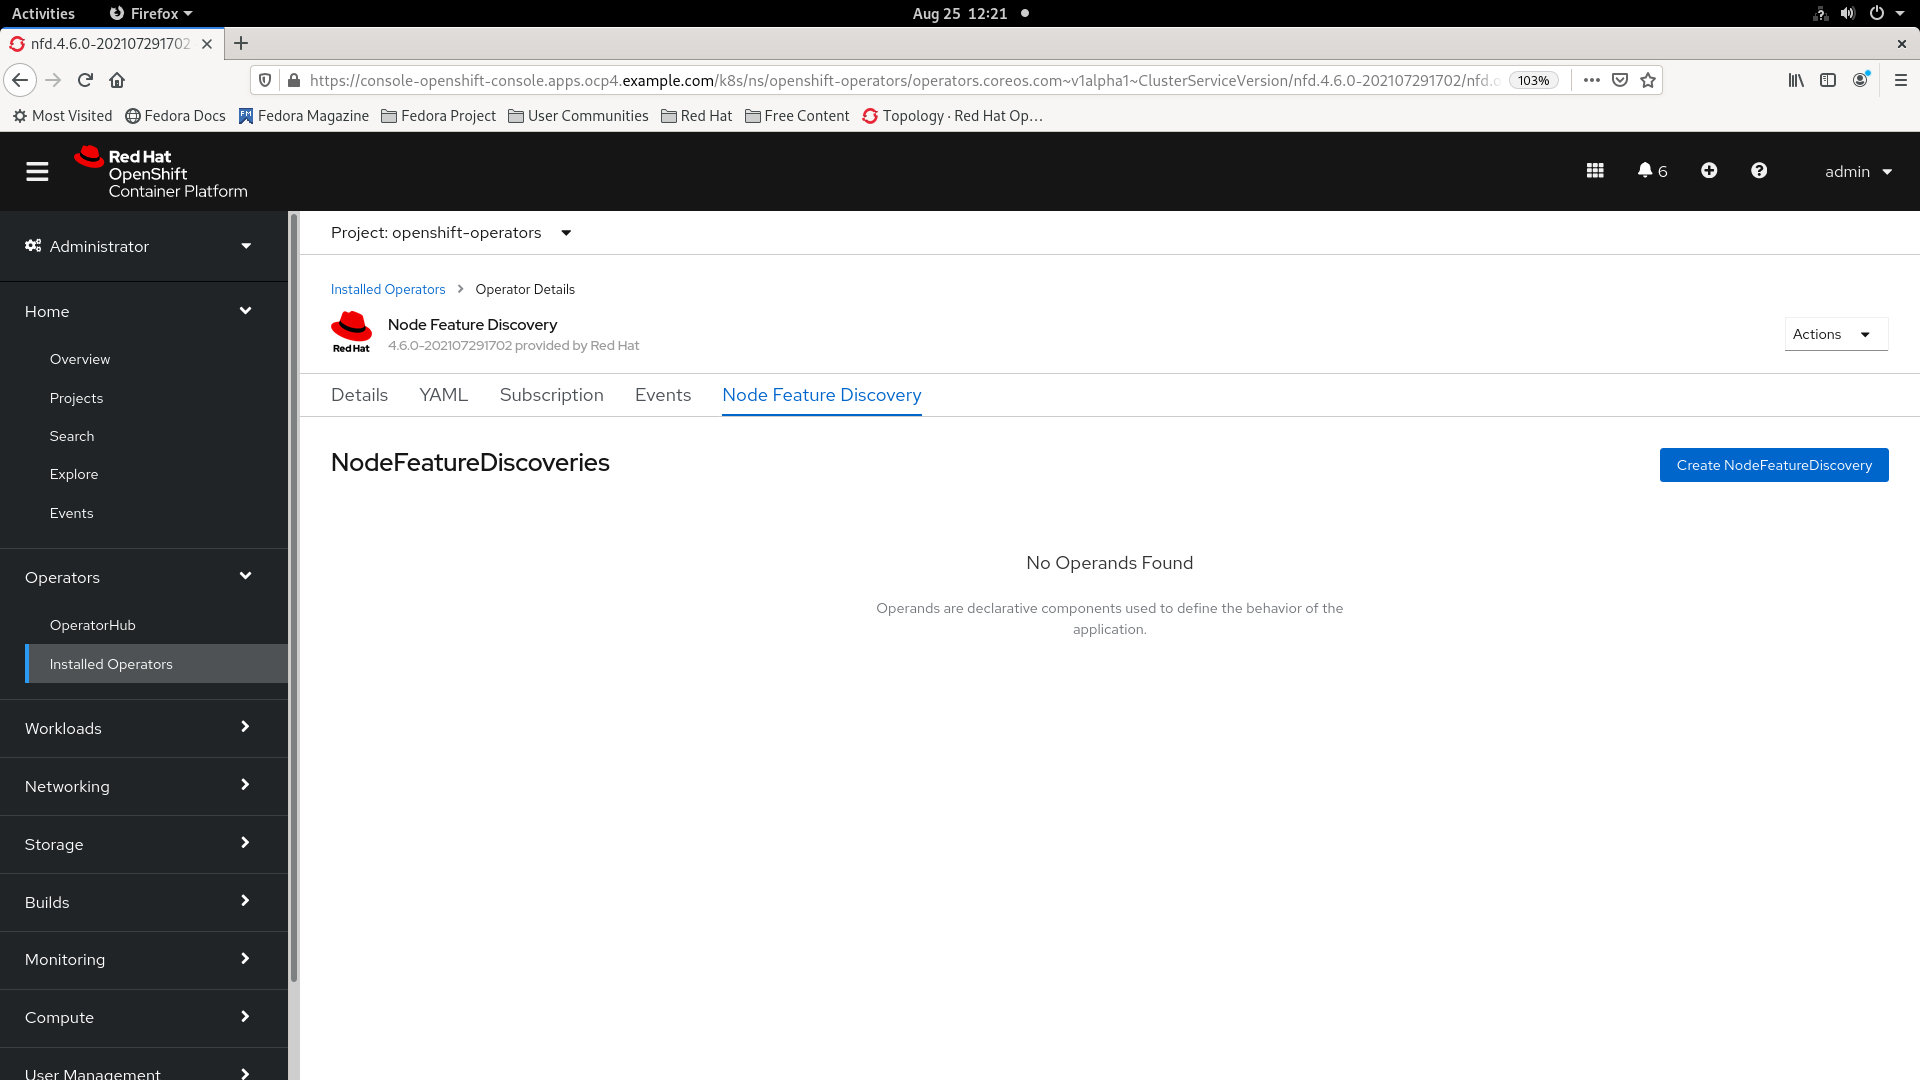 Activities
Firefox
Aug 25 12:21
nfd.4.6.0-202107291702
https://console-openshift-console.apps.ocp4.example.com/k8s/ns/openshift-operators/operators.coreos.com~v1alpha1~ClusterServiceVersion/nfd.4.6.0-202107291702/nfd.o
103%
Most Visited
Fedora Docs
Fedora Magazine
Fedora Project
User Communities
Red Hat
Free Content
Topology · Red Hat Op…
Red Hat
OpenShift
Container Platform
6
admin
Administrator
Home
Overview
Projects
Search
Explore
Events
Operators
OperatorHub
Installed Operators
Workloads
Networking
Storage
Builds
Monitoring
Compute
User Management
Project: openshift-operators
Installed Operators
Operator Details
Red Hat
Node Feature Discovery
4.6.0-202107291702 provided by Red Hat
Actions
Details
YAML
Subscription
Events
Node Feature Discovery
NodeFeatureDiscoveries
Create NodeFeatureDiscovery
No Operands Found
Operands are declarative components used to define the behavior of the
application.